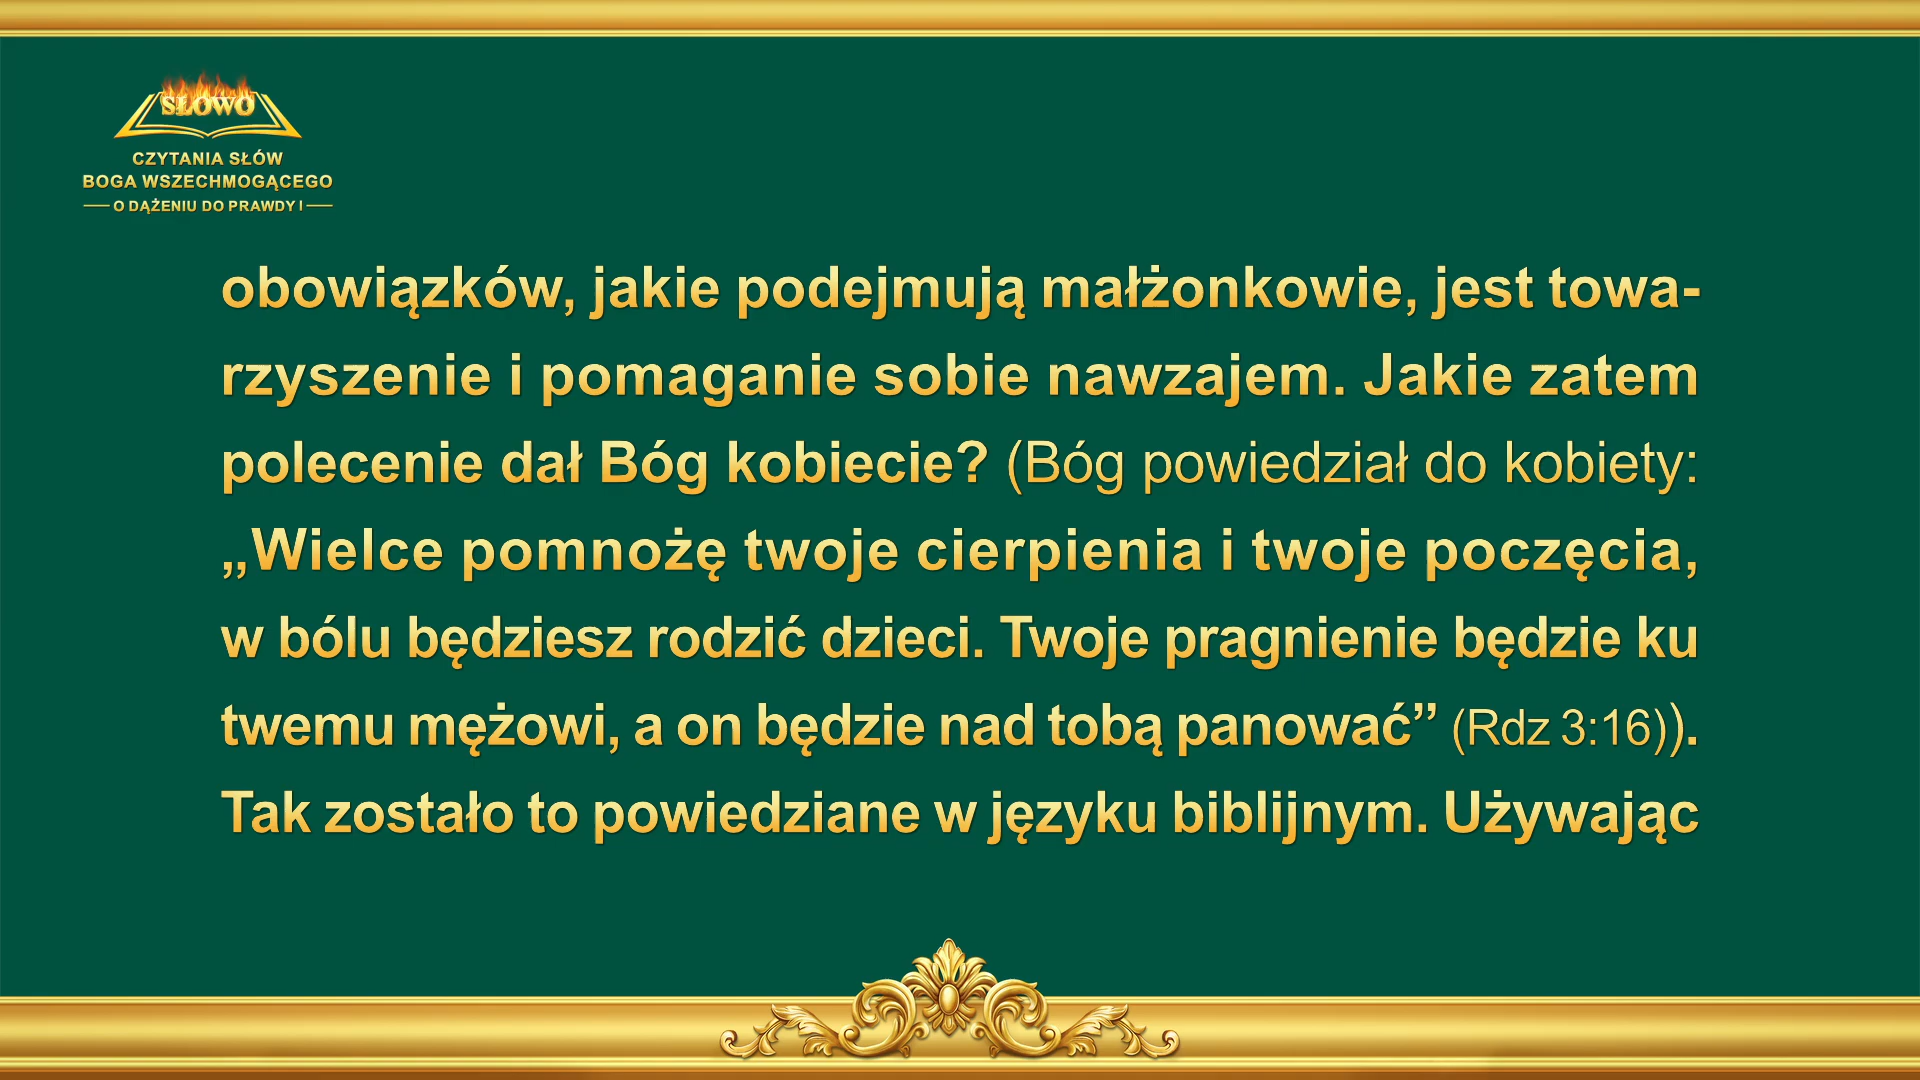 SŁOWO
CZYTANIA SŁÓW
BOGA WSZECHMOGĄCEGO
O DĄŻENIU DO PRAWDY I
obowiązków, jakie podejmują małżonkowie, jest towa-
rzyszenie i pomaganie sobie nawzajem. Jakie zatem
polecenie dał Bóg kobiecie? (Bóg powiedział do kobiety:
„Wielce pomnożę twoje cierpienia i twoje poczęcia,
w bólu będziesz rodzić dzieci. Twoje pragnienie będzie ku
twemu mężowi, a on będzie nad tobą panować” (Rdz 3:16)).
Tak zostało to powiedziane w języku biblijnym. Używając